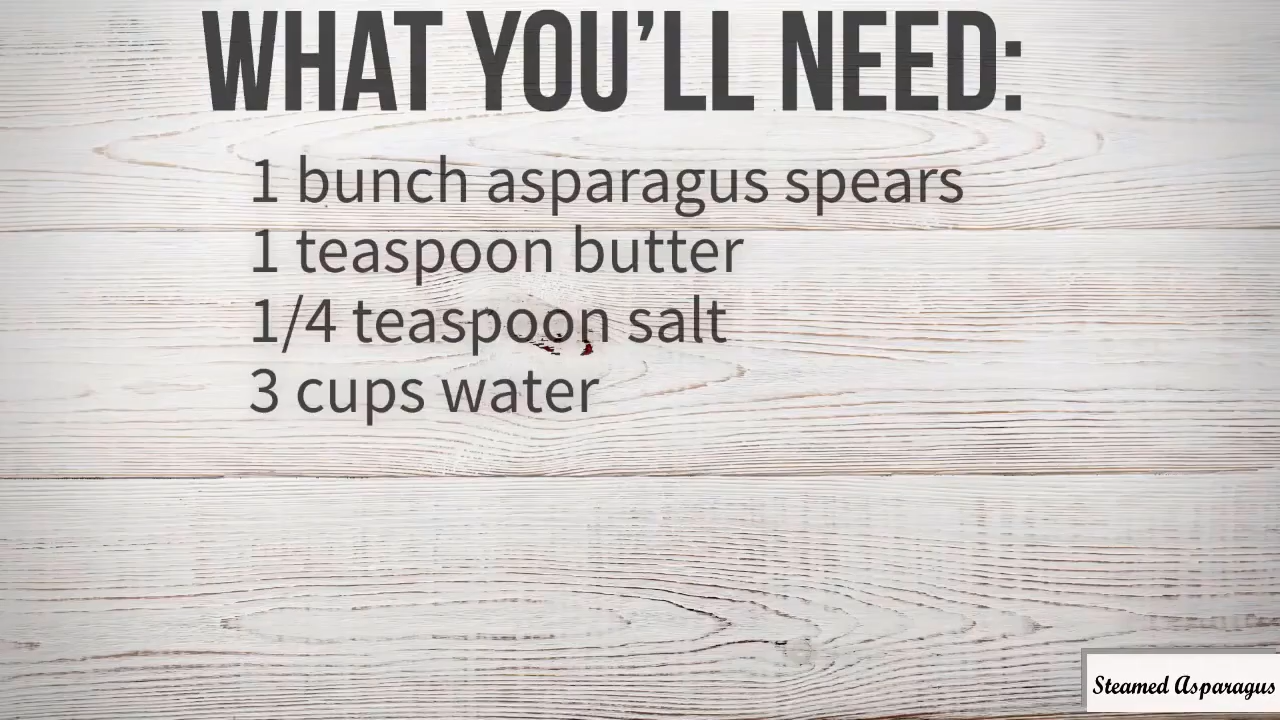 WHAT YOU’LL NEED:
1 bunch asparagus spears
1 teaspoon butter
1/4 teaspoon salt
3 cups water
Steamed Asparagus